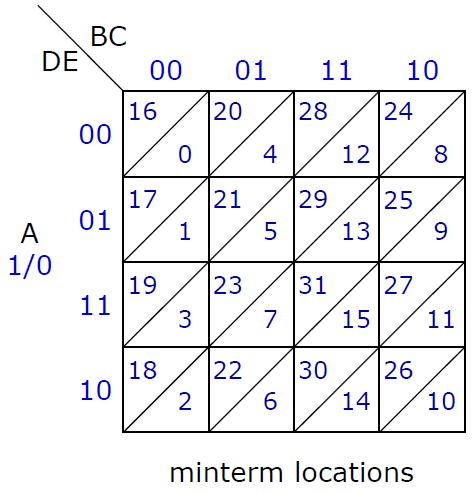 BC
DE
00 01 11 10
00 16 0 20 4 28 12 24 8
01 17 1 21 5 29 13 25 9
A
1/0
11 19 3 23 7 31 15 27 11
10 18 2 22 6 30 14 26 10
minterm locations